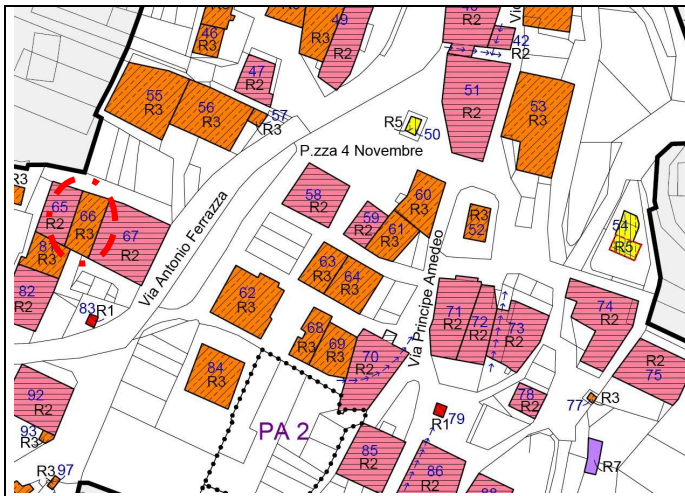 46
R3
R3
49
R2
R2
42
R2
47
R2
55
R3
56
R3
57
R3
R5
50
51
R2
53
R3
P.zza 4 Novembre
R3
65
R2
66
R3
67
R2
58
R2
59
R2
60
R3
61
R3
R3
52
54
R5
81
R3
82
R2
83
R1
Via Antonio Ferrazza
62
R3
63
R3
64
R3
Via Principe Amedeo
71
R2
72
R2
73
R2
74
R2
R2
75
68
R3
69
R3
70
R2
84
R3
78
R2
77
R3
92
R2
93
R3
R3
97
PA 2
R1
79
85
R2
86
R2
R7